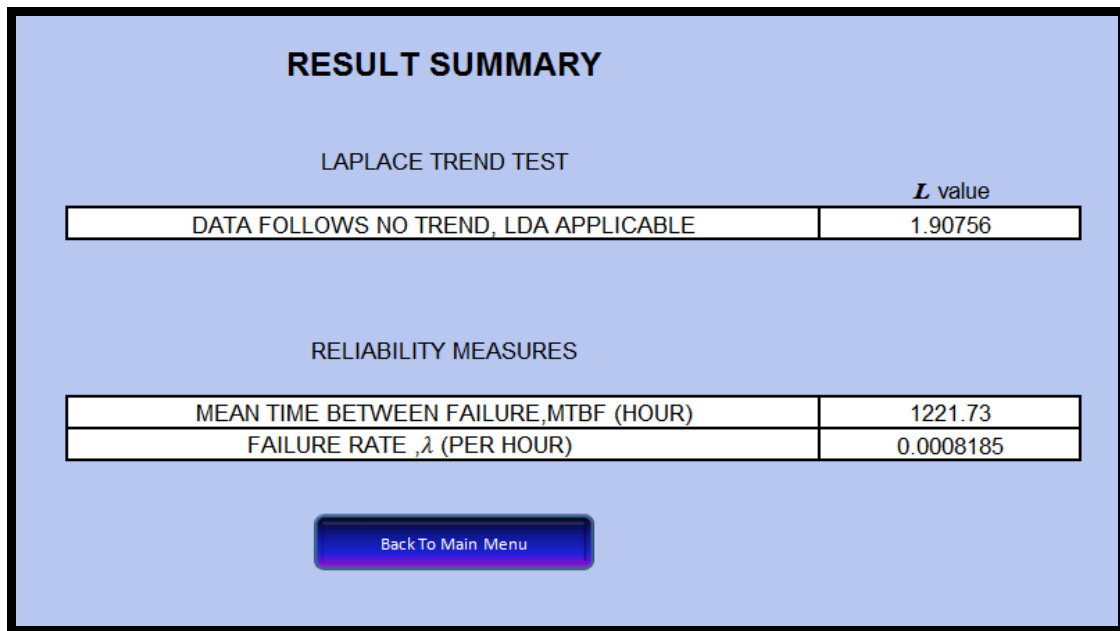 RESULT SUMMARY
LAPLACE TREND TEST
L value
DATA FOLLOWS NO TREND, LDA APPLICABLE 1.90756
RELIABILITY MEASURES
MEAN TIME BETWEEN FAILURE,MTBF (HOUR) 1221.73
FAILURE RATE ,λ (PER HOUR) 0.0008185
Back To Main Menu